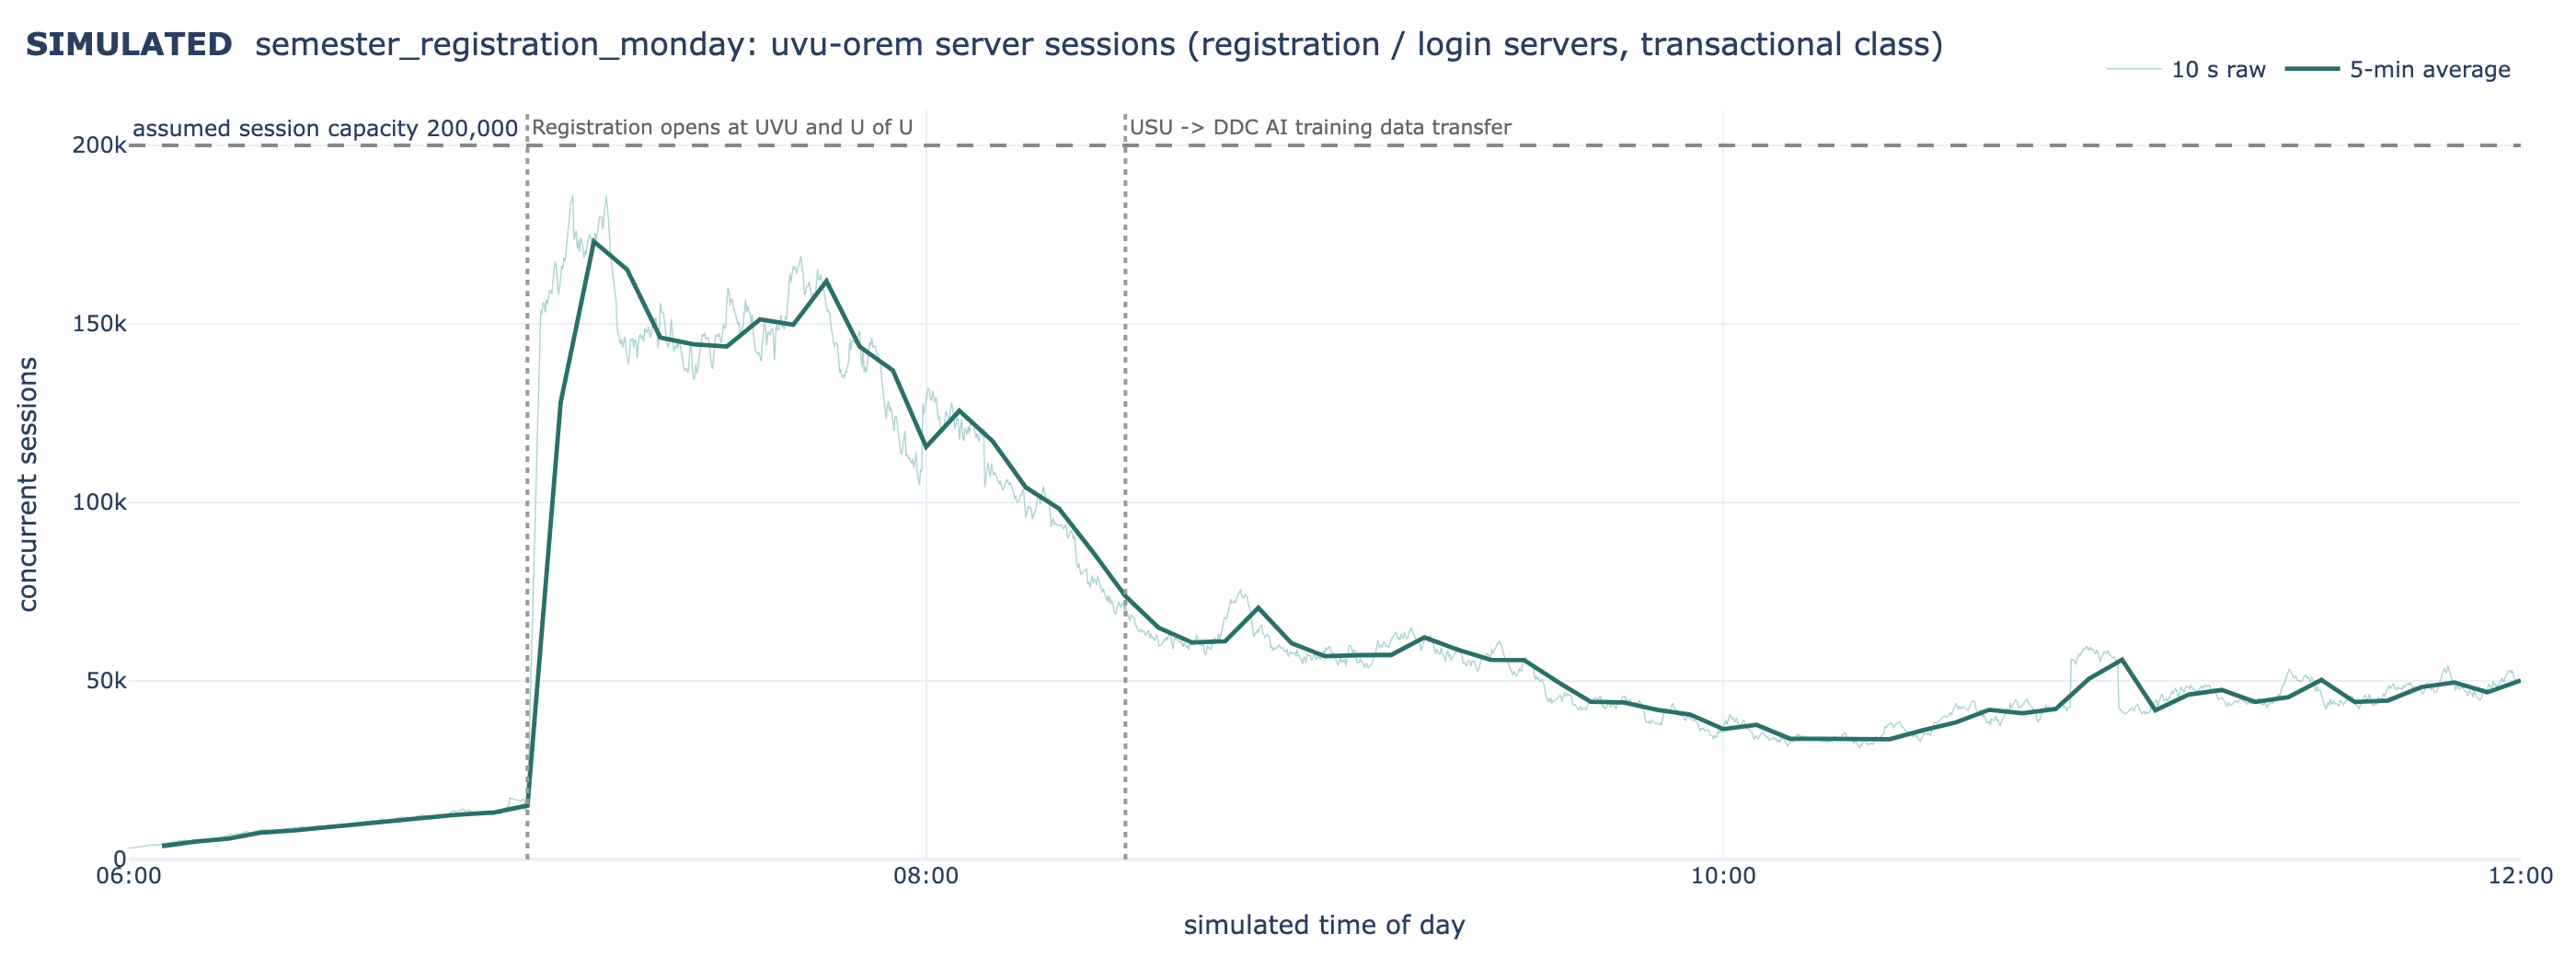 SIMULATED semester_registration_monday: uvu-orem server sessions (registration / login servers, transactional class)
10 s raw
5-min average
assumed session capacity 200,000
Registration opens at UVU and U of U
USU -> DDC AI training data transfer
200k
150k
100k
50k
0
concurrent sessions
06:00
08:00
10:00
12:00
simulated time of day